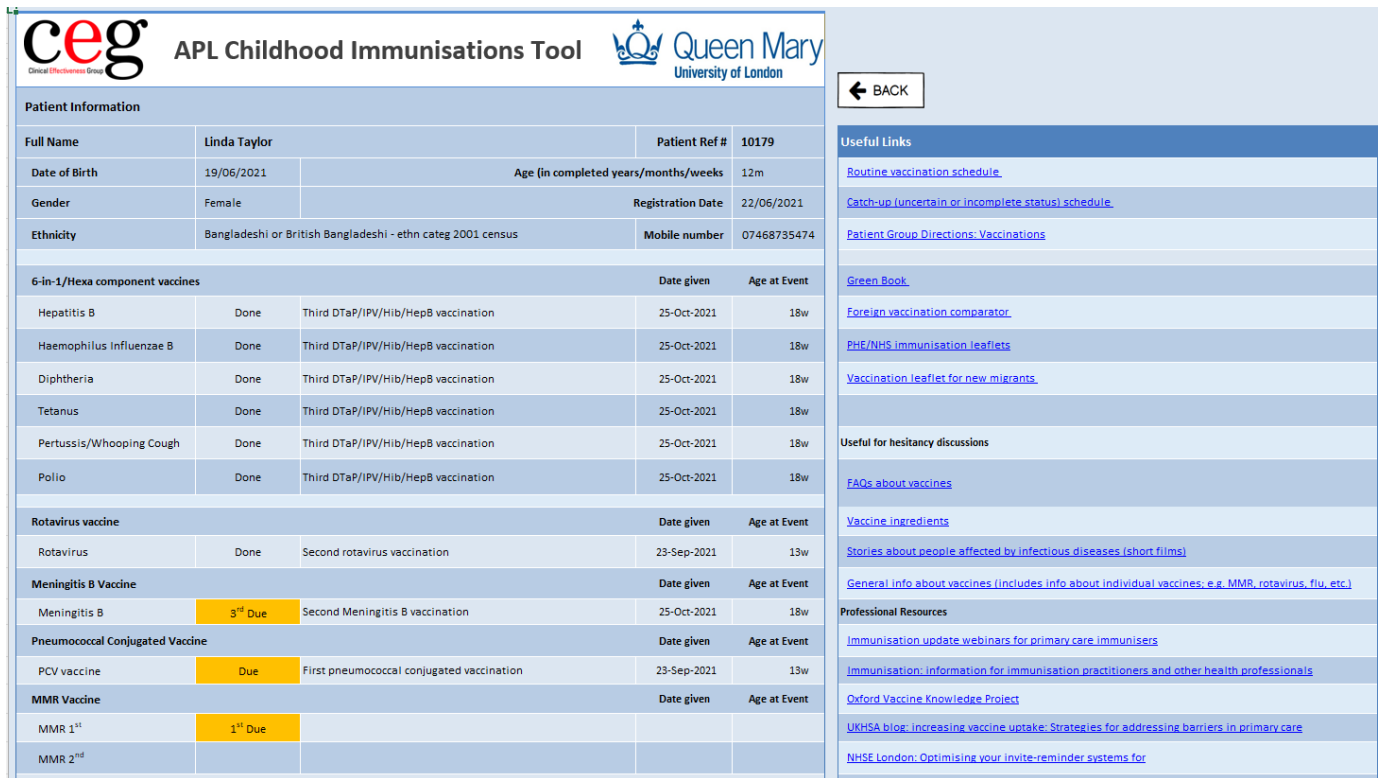 ceg
Clinical Effectiveness Group
APL Childhood Immunisations Tool
Queen Mary
University of London
BACK
Patient Information
Full Name Linda Taylor Patient Ref # 10179
Date of Birth 19/06/2021 Age (in completed years/months/weeks 12m
Gender Female Registration Date 22/06/2021
Ethnicity Bangladeshi or British Bangladeshi - ethn categ 2001 census Mobile number 07468735474
6-in-1/Hexa component vaccines Date given Age at Event
Hepatitis B Done Third DTaP/IPV/Hib/HepB vaccination 25-Oct-2021 18w
Haemophilus Influenzae B Done Third DTaP/IPV/Hib/HepB vaccination 25-Oct-2021 18w
Diphtheria Done Third DTaP/IPV/Hib/HepB vaccination 25-Oct-2021 18w
Tetanus Done Third DTaP/IPV/Hib/HepB vaccination 25-Oct-2021 18w
Pertussis/Whooping Cough Done Third DTaP/IPV/Hib/HepB vaccination 25-Oct-2021 18w
Polio Done Third DTaP/IPV/Hib/HepB vaccination 25-Oct-2021 18w
Rotavirus vaccine Date given Age at Event
Rotavirus Done Second rotavirus vaccination 23-Sep-2021 13w
Meningitis B Vaccine Date given Age at Event
Meningitis B 3rd Due Second Meningitis B vaccination 25-Oct-2021 18w
Pneumococcal Conjugated Vaccine Date given Age at Event
PCV vaccine Due First pneumococcal conjugated vaccination 23-Sep-2021 13w
MMR Vaccine Date given Age at Event
MMR 1st 1st Due
MMR 2nd
Useful Links
Routine vaccination schedule
Catch-up (uncertain or incomplete status) schedule
Patient Group Directions: Vaccinations
Green Book
Foreign vaccination comparator
PHE/NHS immunisation leaflets
Vaccination leaflet for new migrants
Useful for hesitancy discussions
FAQs about vaccines
Vaccine ingredients
Stories about people affected by infectious diseases (short films)
General info about vaccines (includes info about individual vaccines; e.g. MMR, rotavirus, flu, etc.)
Professional Resources
Immunisation update webinars for primary care immunisers
Immunisation: information for immunisation practitioners and other health professionals
Oxford Vaccine Knowledge Project
UKHSA blog: increasing vaccine uptake: Strategies for addressing barriers in primary care
NHSE London: Optimising your invite-reminder systems for